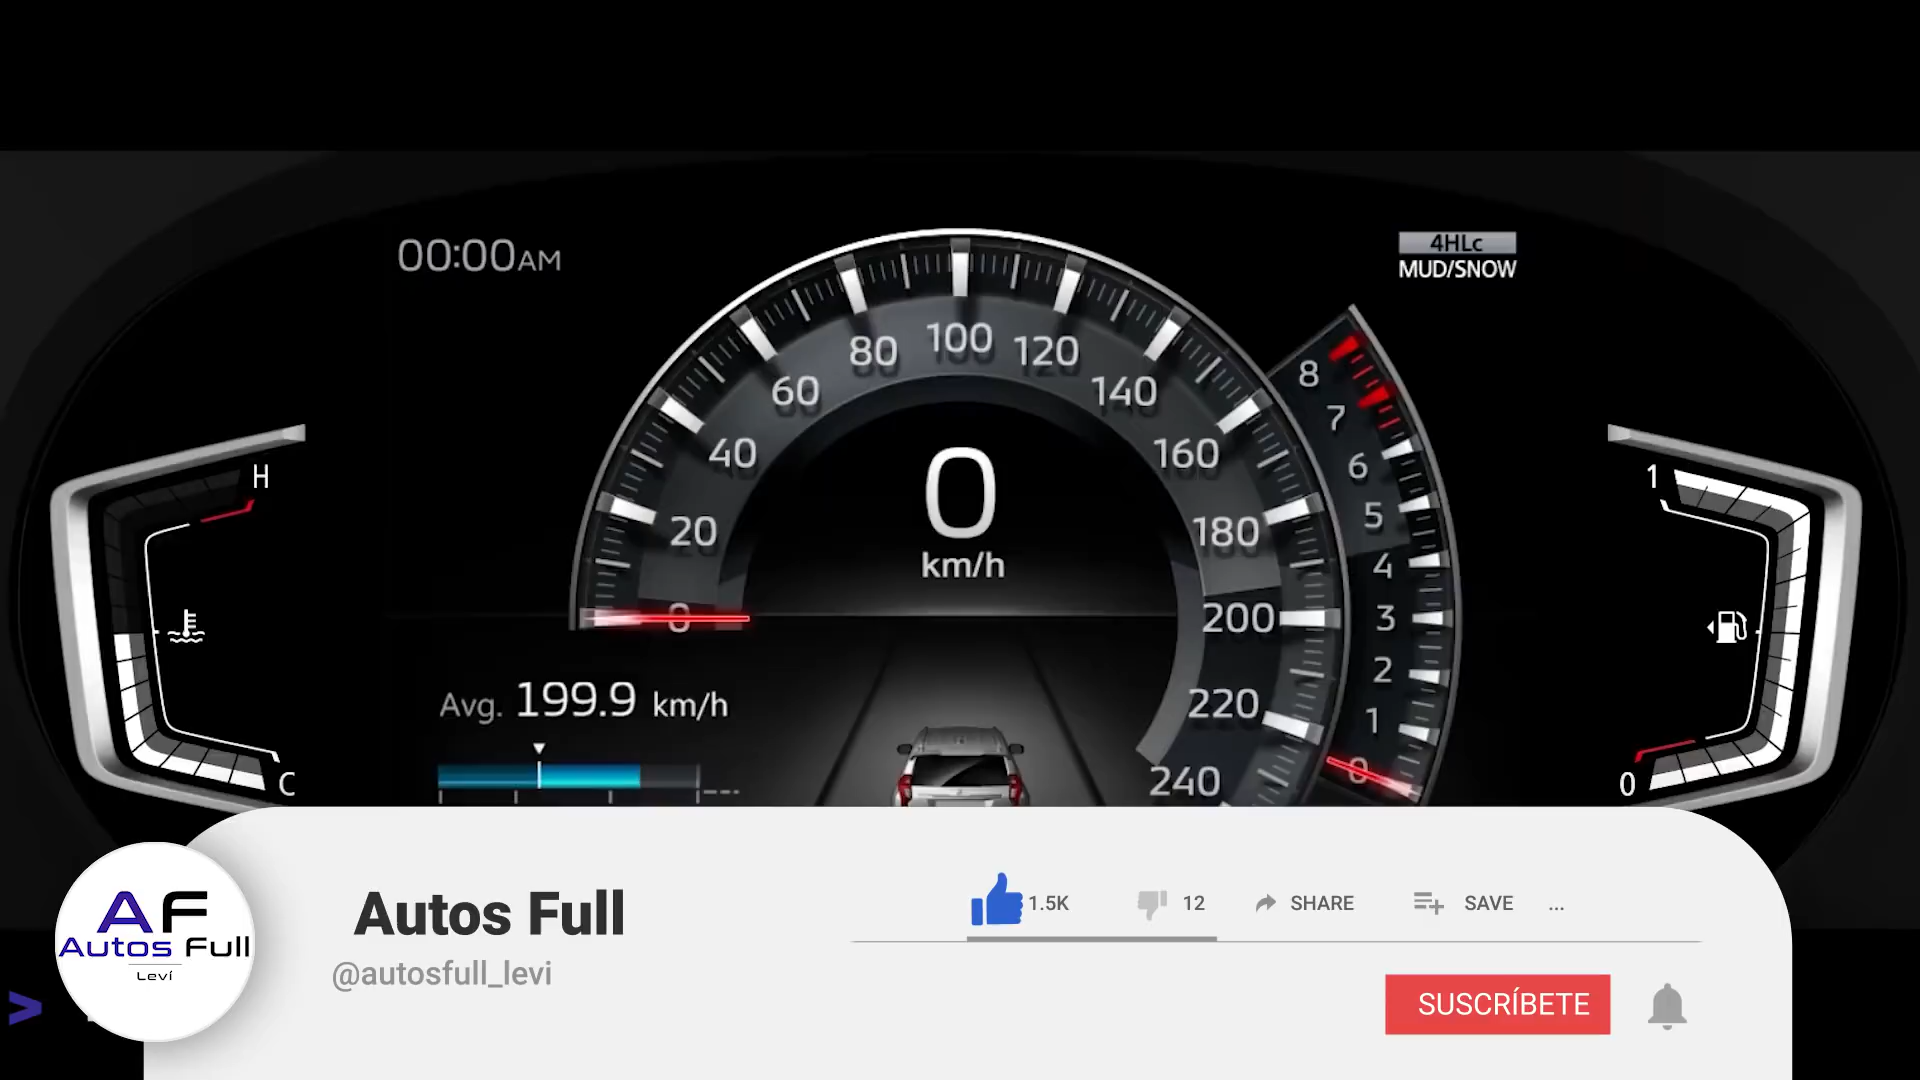 00:00AM
4HLc
MUD/SNOW
0
20
40
60
80
100
120
140
160
180
200
220
240
0
km/h
8
7
6
5
4
3
2
1
0
H
C
1
0
Avg. 199.9 km/h
AF
Autos Full
Leví
Autos Full
@autosfull_levi
1.5K
12
SHARE
SAVE
...
SUSCRÍBETE
>